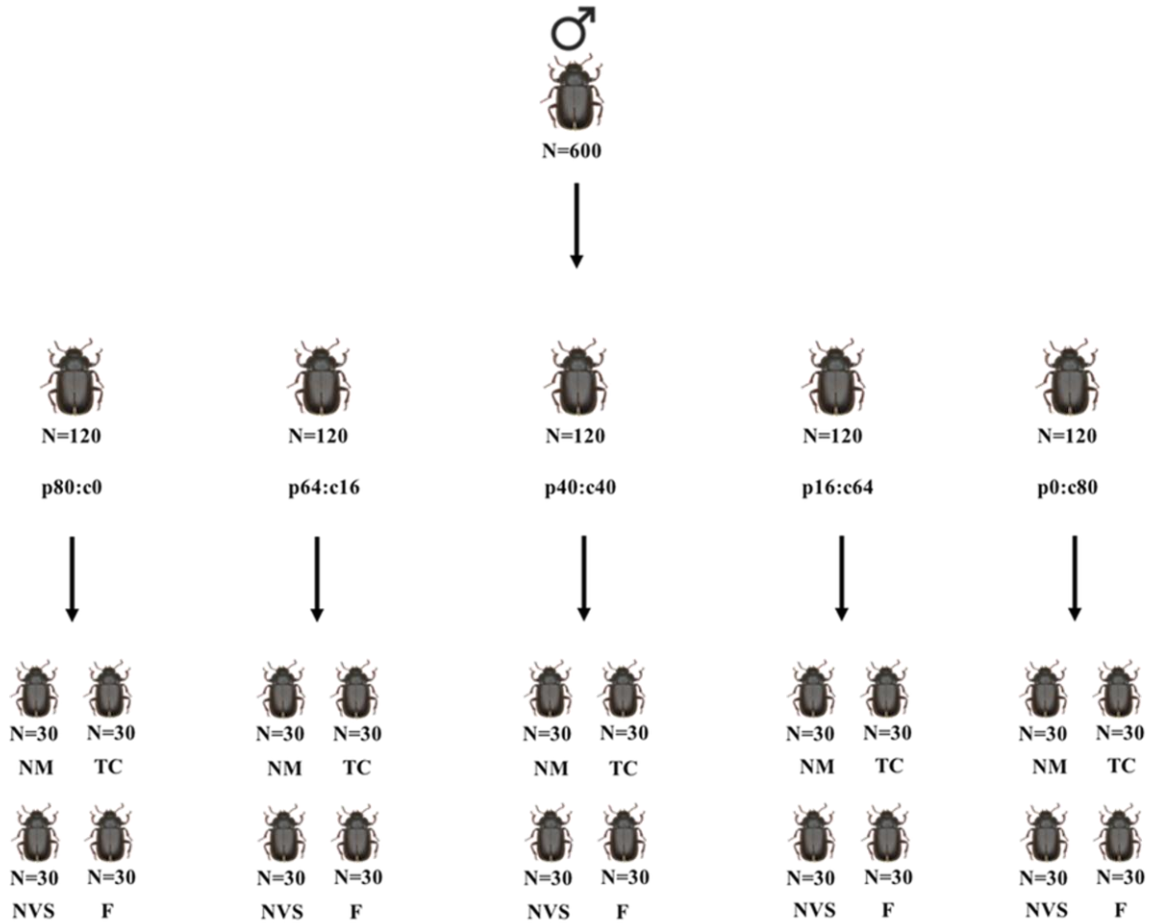 N=600
N=120 N=120 N=120 N=120 N=120
p80:c0 p64:c16 p40:c40 p16:c64 p0:c80
N=30 N=30 N=30 N=30 N=30 N=30 N=30 N=30 N=30 N=30
NM TC NM TC NM TC NM TC NM TC
N=30 N=30 N=30 N=30 N=30 N=30 N=30 N=30 N=30 N=30
NVS F NVS F NVS F NVS F NVS F